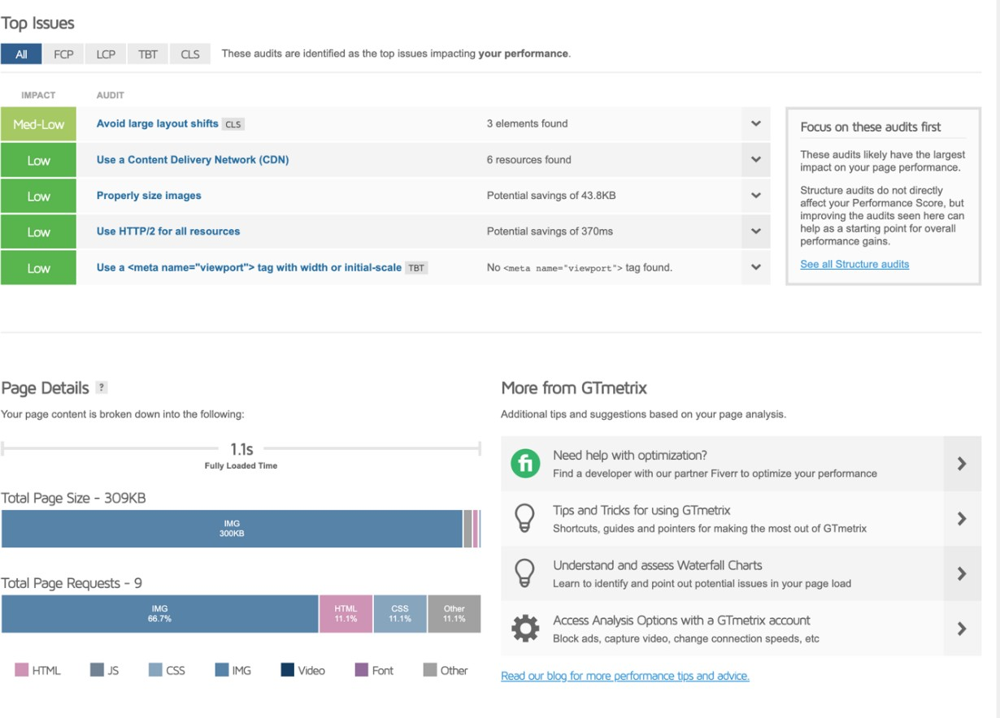 Top Issues
All FCP LCP TBT CLS These audits are identified as the top issues impacting your performance.
IMPACT AUDIT
Med-Low Avoid large layout shifts CLS 3 elements found
Low Use a Content Delivery Network (CDN) 6 resources found
Low Properly size images Potential savings of 43.8KB
Low Use HTTP/2 for all resources Potential savings of 370ms
Low Use a <meta name="viewport"> tag with width or initial-scale TBT No <meta name="viewport"> tag found.
Focus on these audits first
These audits likely have the largest
impact on your page performance.
Structure audits do not directly
affect your Performance Score, but
improving the audits seen here can
help as a starting point for overall
performance gains.
See all Structure audits
Page Details ?
Your page content is broken down into the following:
1.1s
Fully Loaded Time
Total Page Size - 309KB
IMG
300KB
Total Page Requests - 9
IMG
66.7%
HTML
11.1%
CSS
11.1%
Other
11.1%
HTML JS CSS IMG Video Font Other
More from GTmetrix
Additional tips and suggestions based on your page analysis.
fi
Need help with optimization?
Find a developer with our partner Fiverr to optimize your performance
Tips and Tricks for using GTmetrix
Shortcuts, guides and pointers for making the most out of GTmetrix
Understand and assess Waterfall Charts
Learn to identify and point out potential issues in your page load
Access Analysis Options with a GTmetrix account
Block ads, capture video, change connection speeds, etc
Read our blog for more performance tips and advice.